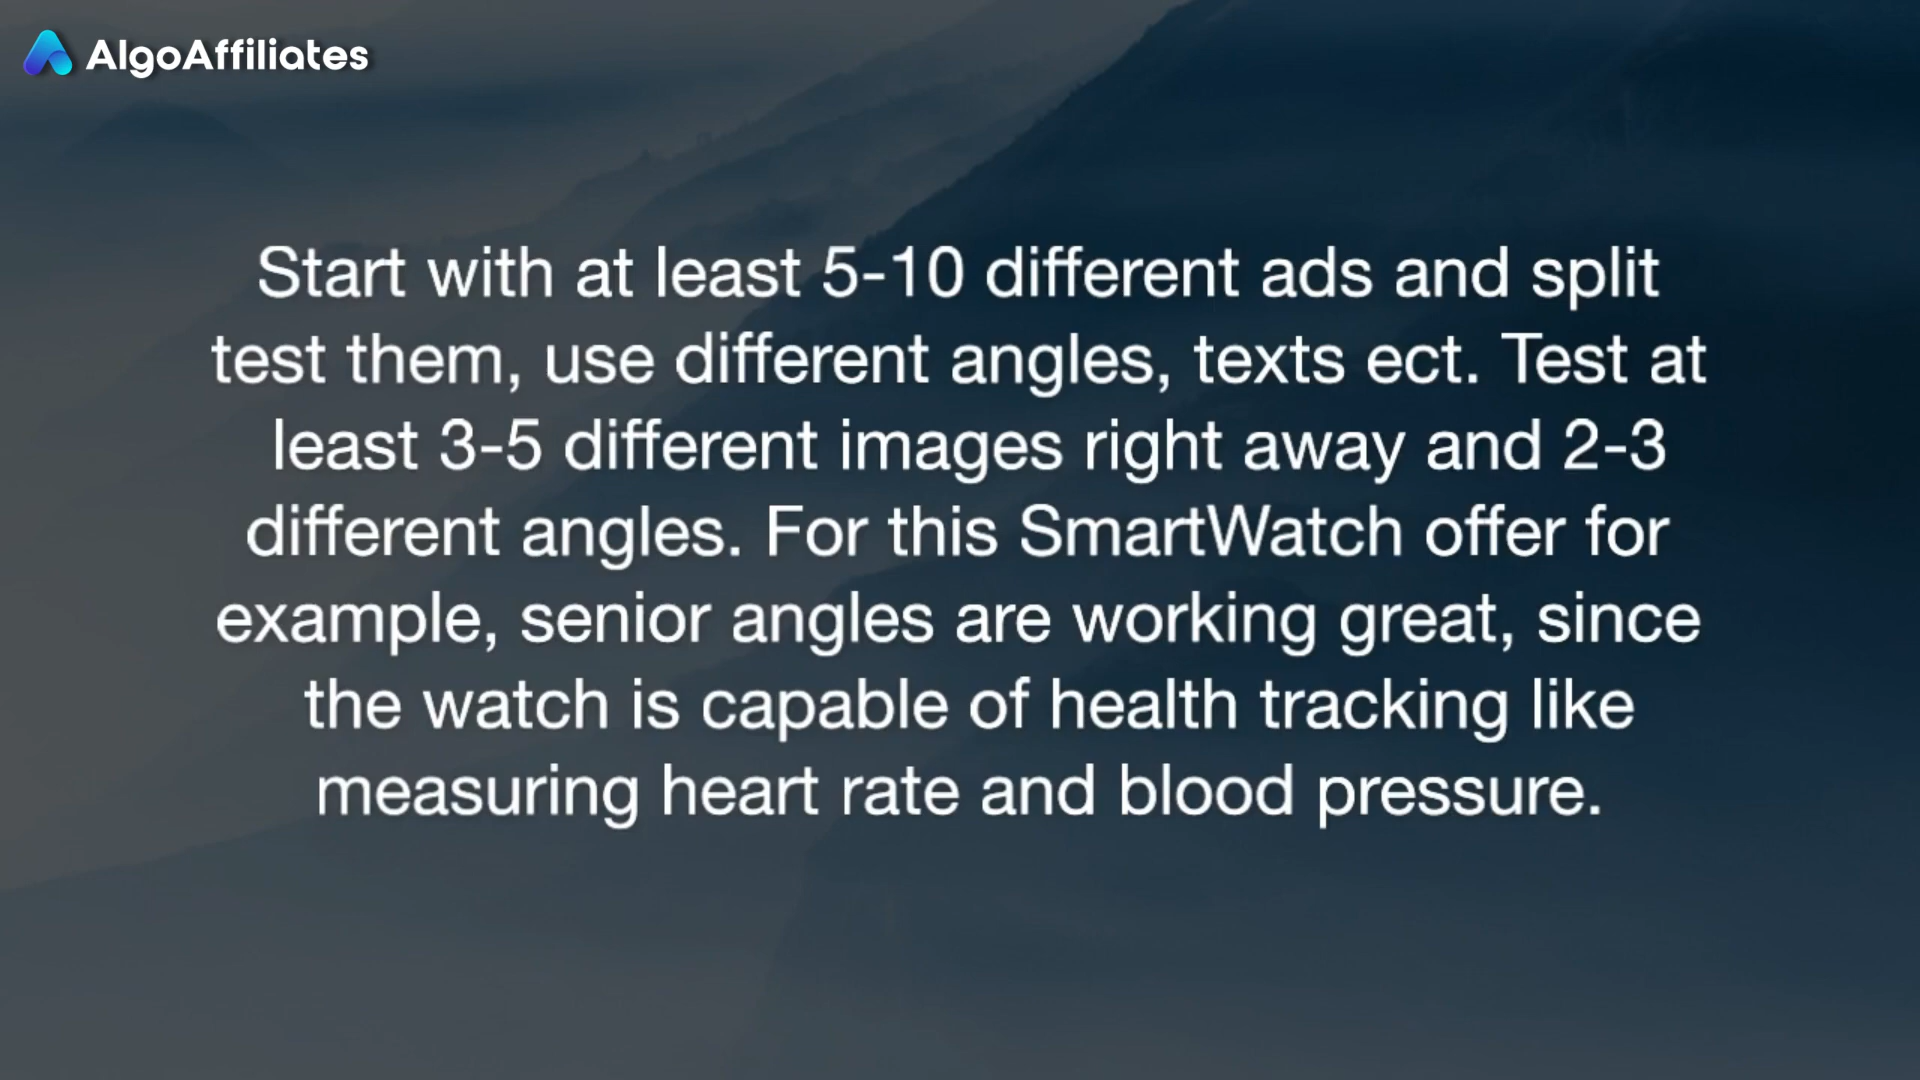 AlgoAffiliates
Start with at least 5-10 different ads and split
test them, use different angles, texts ect. Test at
least 3-5 different images right away and 2-3
different angles. For this SmartWatch offer for
example, senior angles are working great, since
the watch is capable of health tracking like
measuring heart rate and blood pressure.